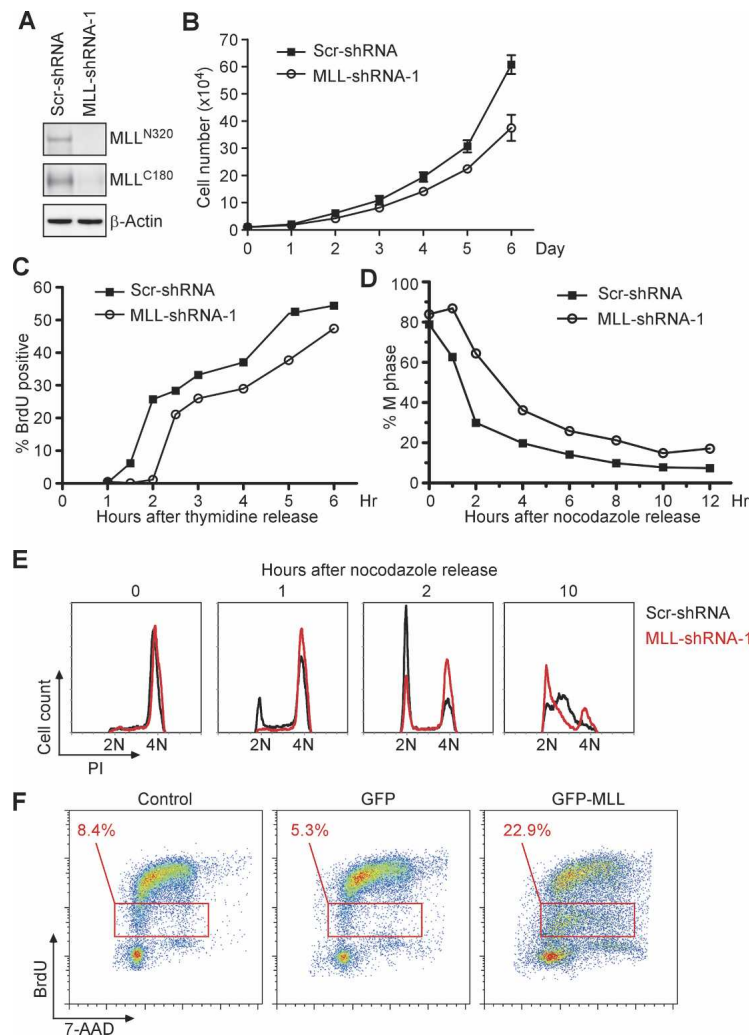 A
Scr-shRNA
MLL-shRNA-1
MLL^N320
MLL^C180
β-Actin
B
Scr-shRNA
MLL-shRNA-1
Cell number (x10⁴)
70
60
50
40
30
20
10
0
0 1 2 3 4 5 6 Day
C
Scr-shRNA
MLL-shRNA-1
% BrdU positive
60
50
40
30
20
10
0
0 1 2 3 4 5 6 Hr
Hours after thymidine release
D
Scr-shRNA
MLL-shRNA-1
% M phase
100
80
60
40
20
0
0 2 4 6 8 10 12 Hr
Hours after nocodazole release
E
Hours after nocodazole release
0 1 2 10
Scr-shRNA
MLL-shRNA-1
Cell count
PI
2N 4N 2N 4N 2N 4N 2N 4N
F
Control GFP GFP-MLL
8.4% 5.3% 22.9%
BrdU
7-AAD